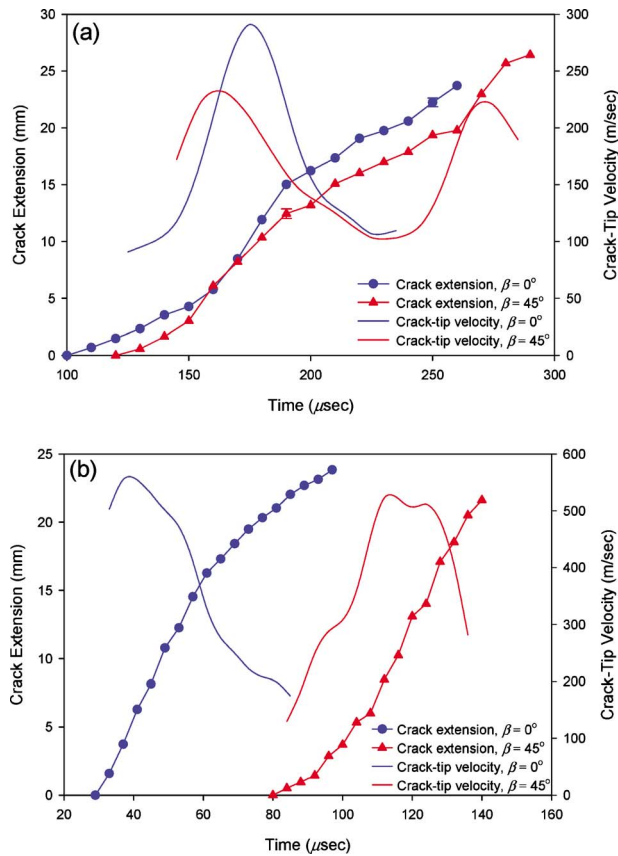 (a)
30
25
20
15
10
5
0
Crack Extension (mm)
300
250
200
150
100
50
0
Crack-Tip Velocity (m/sec)
Crack extension, β = 0°
Crack extension, β = 45°
Crack-tip velocity, β = 0°
Crack-tip velocity, β = 45°
100 150 200 250 300
Time (μsec)
(b)
25
20
15
10
5
0
Crack Extension (mm)
600
500
400
300
200
100
0
Crack-Tip Velocity (m/sec)
Crack extension, β = 0°
Crack extension, β = 45°
Crack-tip velocity, β = 0°
Crack-tip velocity, β = 45°
20 40 60 80 100 120 140 160
Time (μsec)